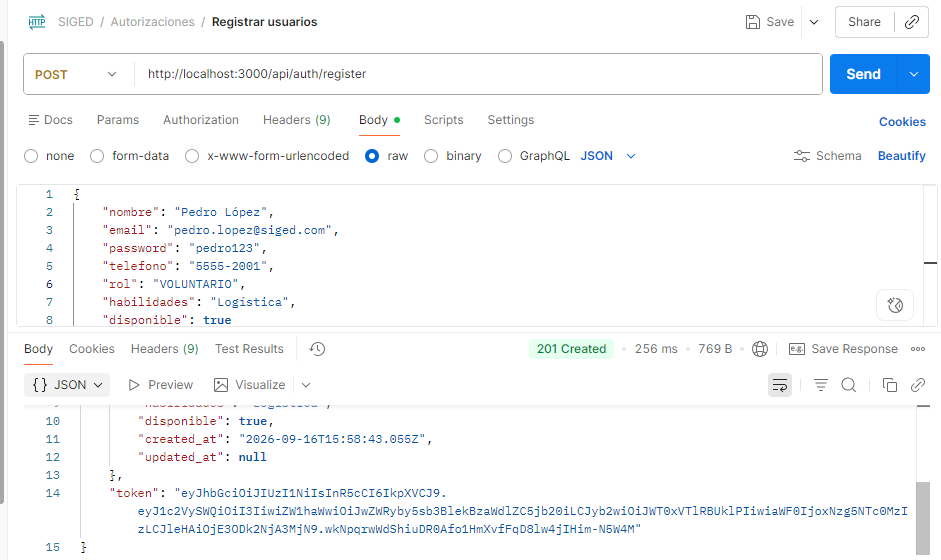 HTTP SIGED / Autorizaciones / Registrar usuarios Save Share
POST http://localhost:3000/api/auth/register Send
Docs Params Authorization Headers (9) Body Scripts Settings Cookies
none form-data x-www-form-urlencoded raw binary GraphQL JSON Schema Beautify
1 {
2 "nombre": "Pedro López",
3 "email": "pedro.lopez@siged.com",
4 "password": "pedro123",
5 "telefono": "5555-2001",
6 "rol": "VOLUNTARIO",
7 "habilidades": "Logística",
8 "disponible": true
Body Cookies Headers (9) Test Results 201 Created 256 ms 769 B e.g. Save Response
{} JSON Preview Visualize
10 "disponible": true,
11 "created_at": "2026-09-16T15:58:43.055Z",
12 "updated_at": null
13 },
14 "token": "eyJhbGciOiJIUzI1NiIsInR5cCI6IkpXVCJ9.
eyJ1c2VySWQiOiI3IiwiZW1haWwiOiJwZWRyby5sb3BlekBzaWdlZC5jb20iLCJyb2wiOiJWT0xVTlRBUklPIiwiaWF0IjoxNzg5NTc0MzI
zLCJleHAiOjE3ODk2NjA3MjN9.wkNpqzwWdShiuDR0Afo1HmXvfFqD8lw4jIHim-N5W4M"
15 }